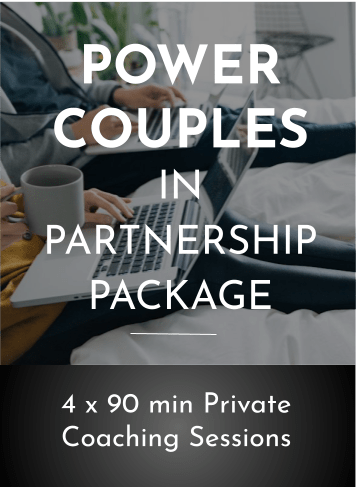 POWER
COUPLES
IN
PARTNERSHIP
PACKAGE
4 x 90 min Private
Coaching Sessions